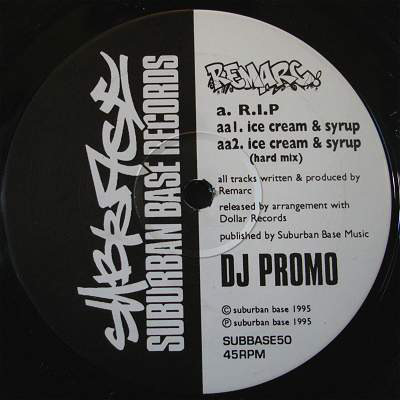 SUBBASE
SUBURBAN BASE RECORDS
REMARC.
a. R.I.P
aa1. ice cream & syrup
aa2. ice cream & syrup
(hard mix)
all tracks written & produced by
Remarc
released by arrangement with
Dollar Records
published by Suburban Base Music
DJ PROMO
© suburban base 1995
℗ suburban base 1995
SUBBASE50
45RPM